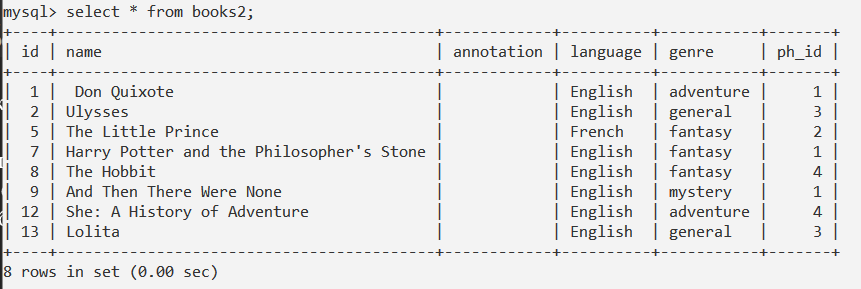 mysql> select * from books2;
+----+------------------------------------------+------------+----------+-----------+-------+
| id | name                                     | annotation | language | genre     | ph_id |
+----+------------------------------------------+------------+----------+-----------+-------+
|  1 |  Don Quixote                             |            | English  | adventure |     1 |
|  2 | Ulysses                                  |            | English  | general   |     3 |
|  5 | The Little Prince                        |            | French   | fantasy   |     2 |
|  7 | Harry Potter and the Philosopher's Stone |            | English  | fantasy   |     1 |
|  8 | The Hobbit                               |            | English  | fantasy   |     4 |
|  9 | And Then There Were None                 |            | English  | mystery   |     1 |
| 12 | She: A History of Adventure              |            | English  | adventure |     4 |
| 13 | Lolita                                   |            | English  | general   |     3 |
+----+------------------------------------------+------------+----------+-----------+-------+
8 rows in set (0.00 sec)